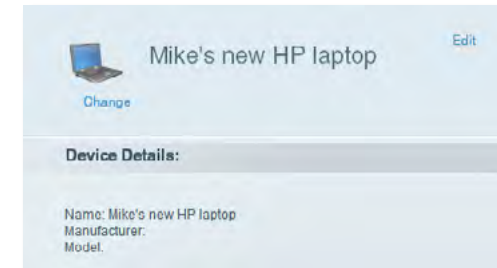 Mike's new HP laptop
Edit
Change
Device Details:
Name: Mike's new HP laptop
Manufacturer:
Model: